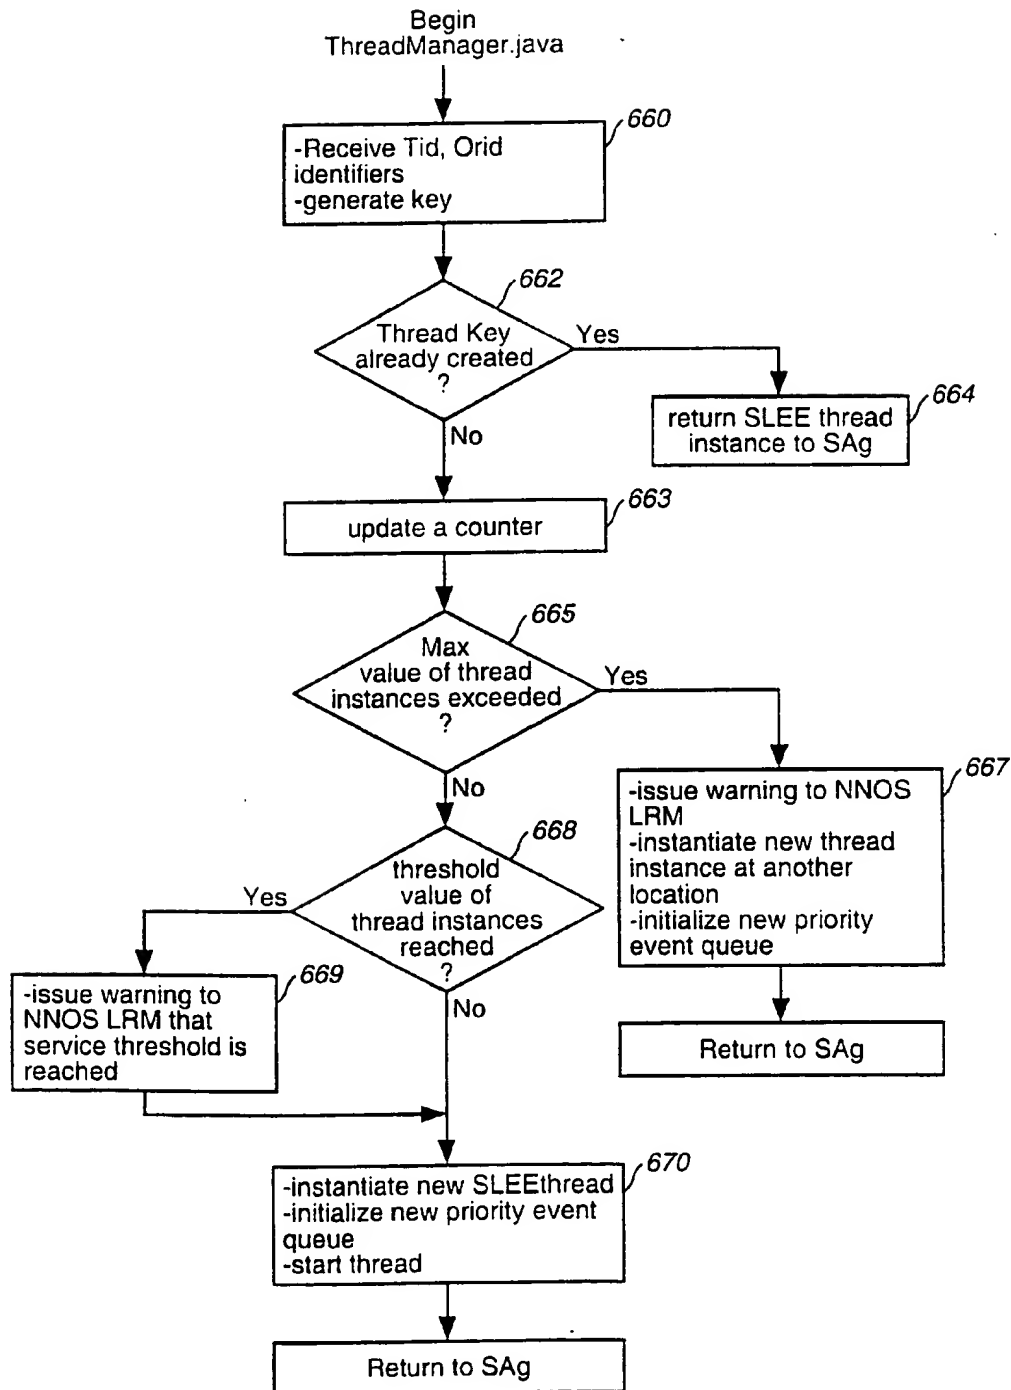 Begin
ThreadManager.java
660
-Receive Tid, Orid
identifiers
-generate key
662
Thread Key
already created
?
Yes
664
return SLEE thread
instance to SAg
No
663
update a counter
665
Max
value of thread
instances exceeded
?
Yes
667
-issue warning to NNOS
LRM
-instantiate new thread
instance at another
location
-initialize new priority
event queue
Return to SAg
No
668
threshold
value of
thread instances
reached
?
Yes
669
-issue warning to
NNOS LRM that
service threshold is
reached
No
670
-instantiate new SLEEthread
-initialize new priority event
queue
-start thread
Return to SAg